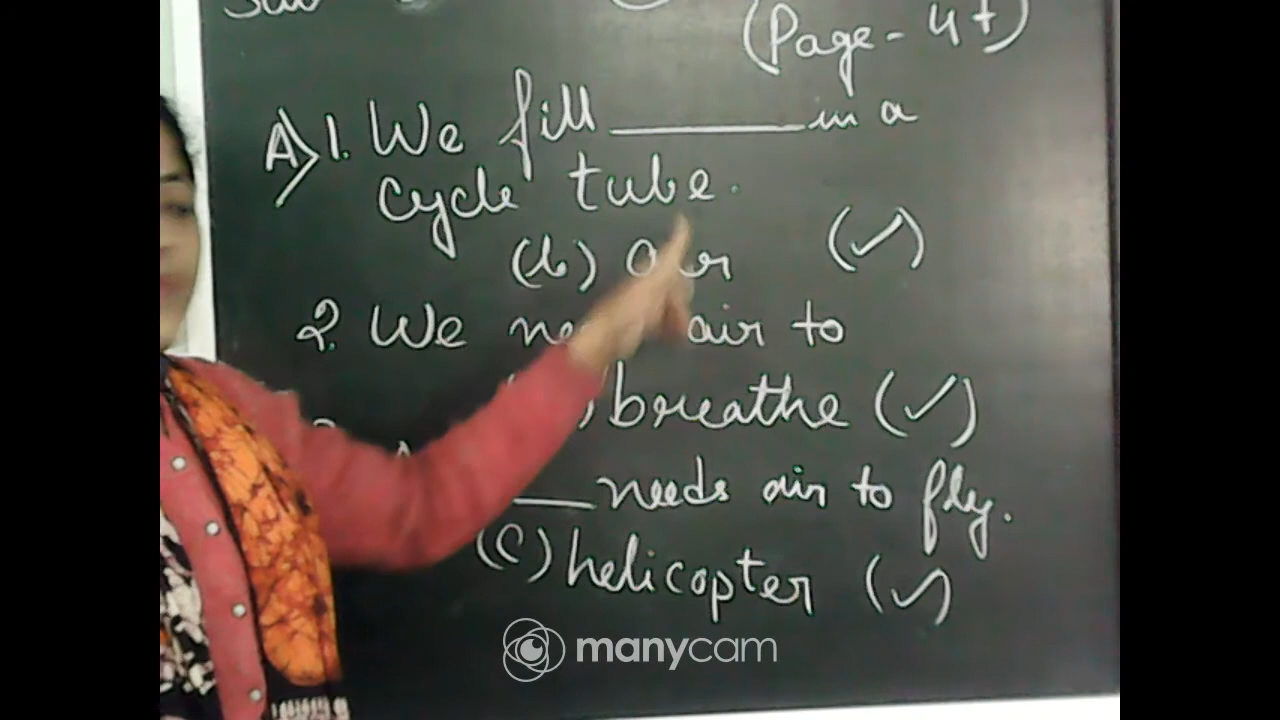 (Page - 47)
A) 1. We fill ______ in a
cycle tube.
(b) air (✓)
2. We need air to
breathe (✓)
____ needs air to fly.
(C) helicopter (✓)
manycam